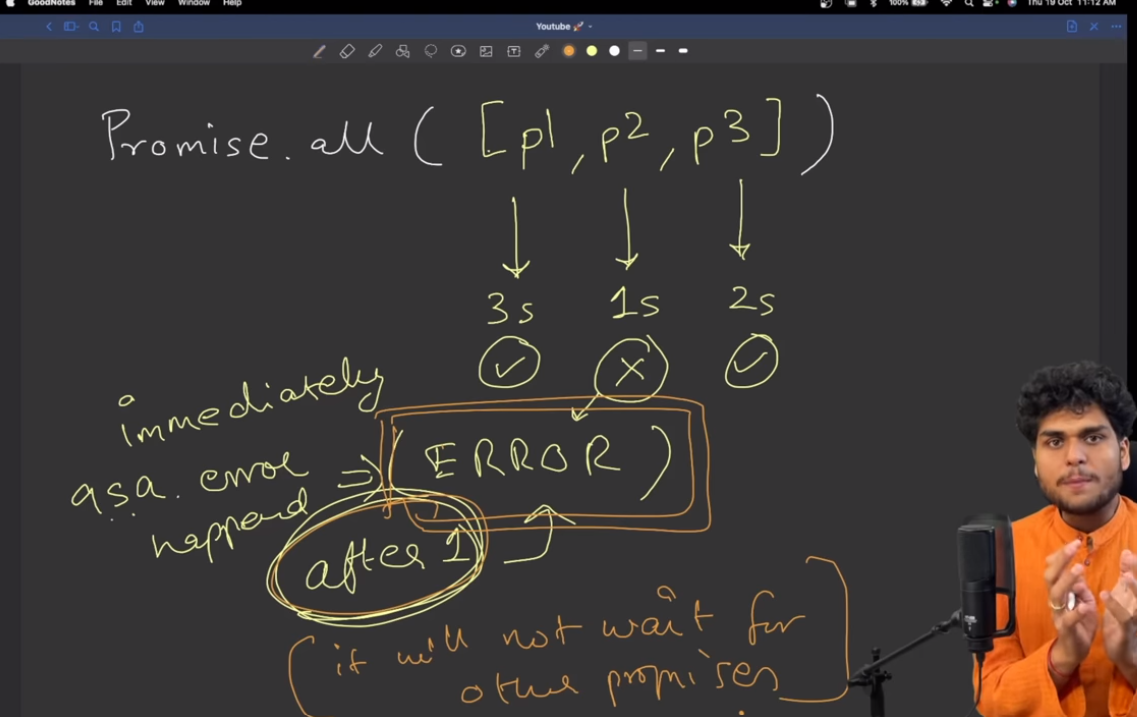 GoodNotes File Edit View Window Help 100% Thu 19 Oct 11:12 AM
Youtube 🚀
Promise.all ( [p1, p2, p3] )
3s 1s 2s
immediately
a.s.a. error => ( ERROR )
happend
after 1
it will not wait for
other promises